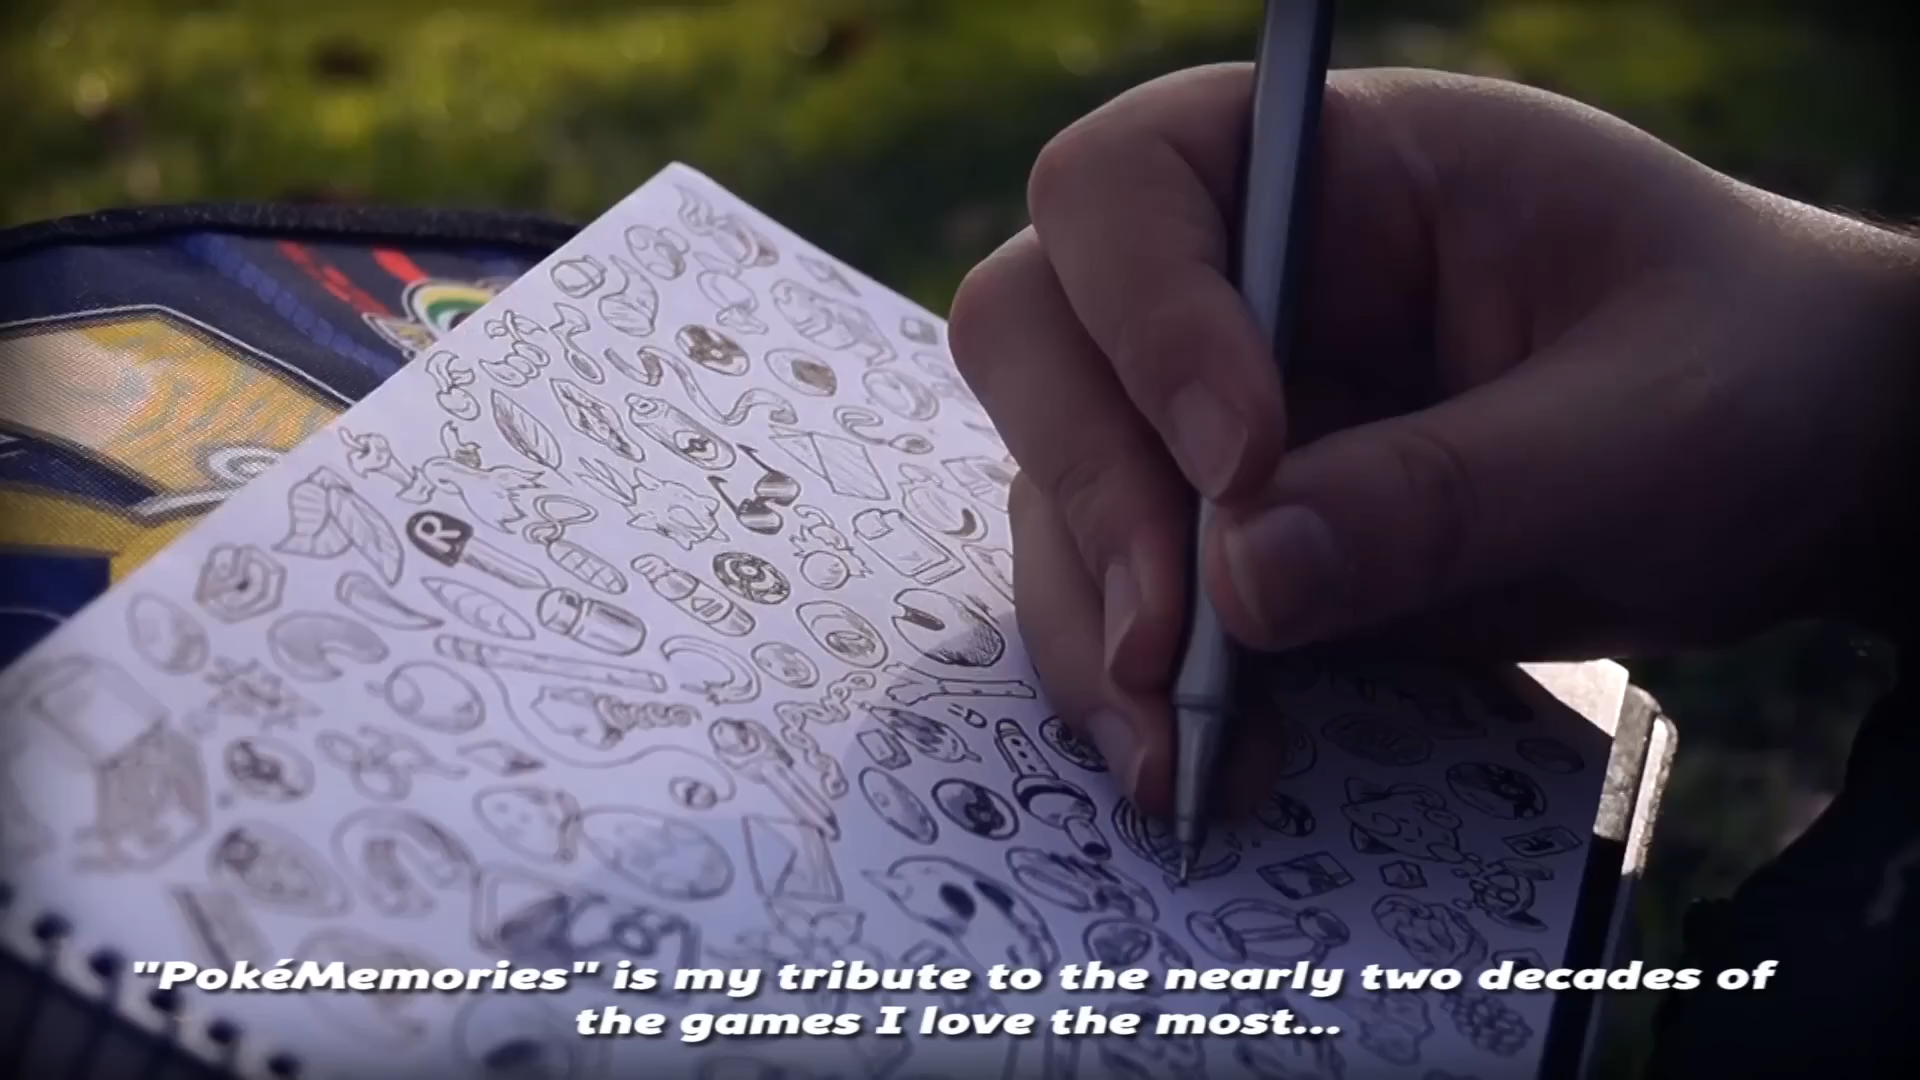 R
"PokéMemories" is my tribute to the nearly two decades of
the games I love the most...